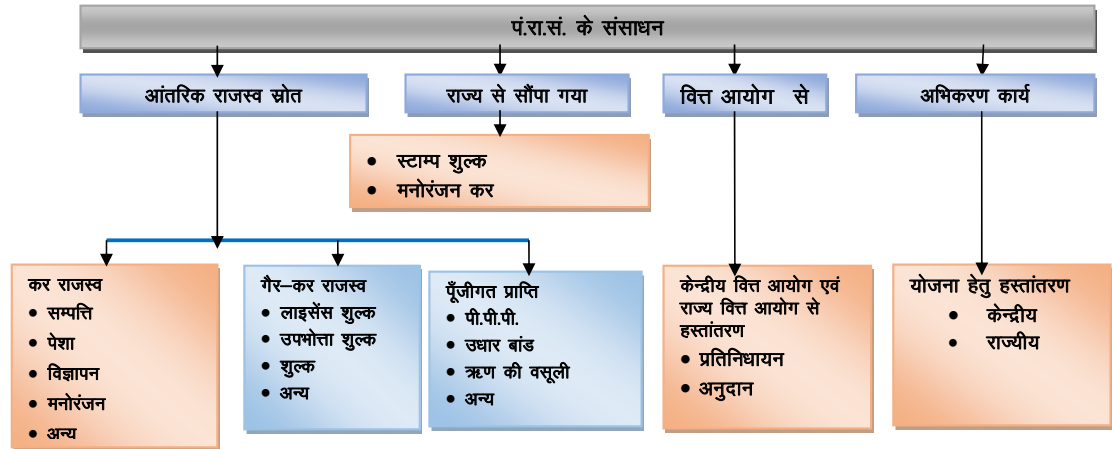 पं.रा.सं. के संसाधन
आंतरिक राजस्व स्रोत
राज्य से सौंपा गया
वित्त आयोग से
अभिकरण कार्य
• स्टाम्प शुल्क
• मनोरंजन कर
कर राजस्व
• सम्पत्ति
• पेशा
• विज्ञापन
• मनोरंजन
• अन्य
गैर–कर राजस्व
• लाइसेंस शुल्क
• उपभोत्ता शुल्क
• शुल्क
• अन्य
पूँजीगत प्राप्ति
• पी.पी.पी.
• उधार बांड
• ऋण की वसूली
• अन्य
केन्द्रीय वित्त आयोग एवं
राज्य वित्त आयोग से
हस्तांतरण
• प्रतिनिधायन
• अनुदान
योजना हेतु हस्तांतरण
• केन्द्रीय
• राज्यीय